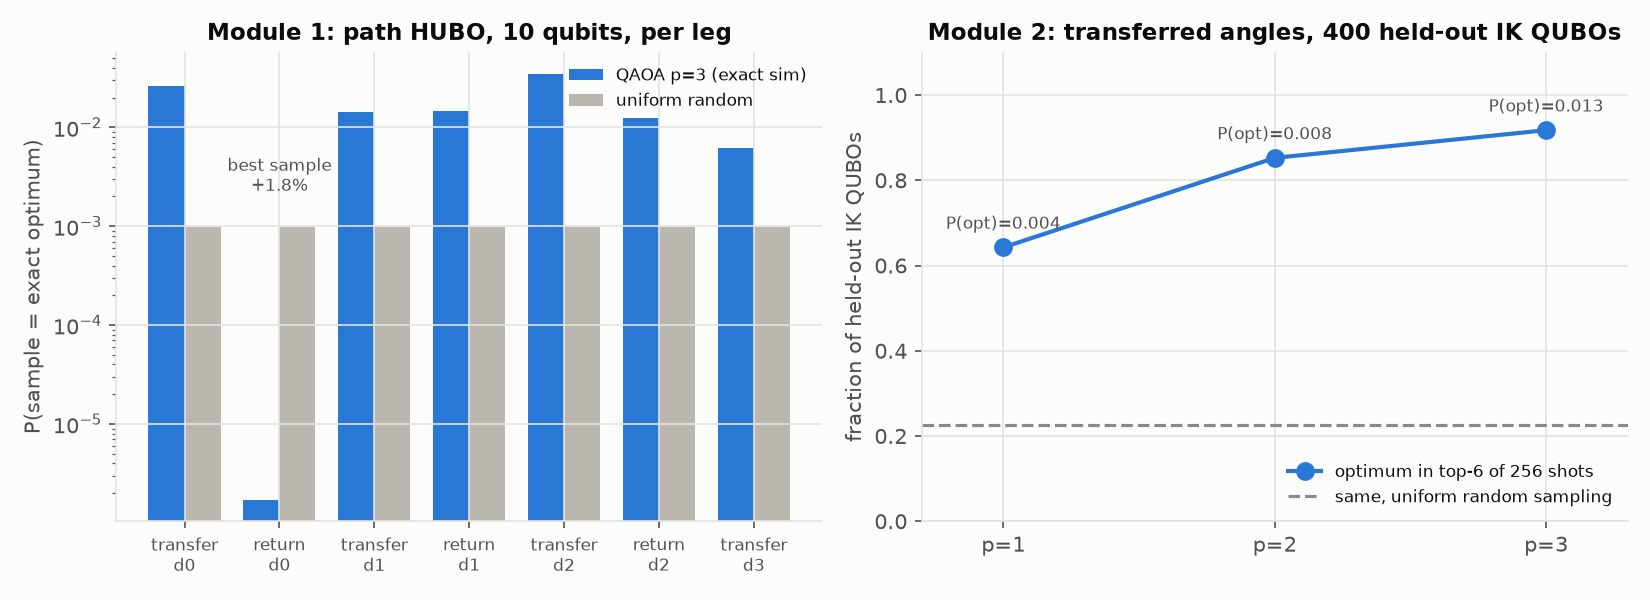 Module 1: path HUBO, 10 qubits, per leg
QAOA p=3 (exact sim)
uniform random
best sample
+1.8%
P(sample = exact optimum)
10⁻²
10⁻³
10⁻⁴
10⁻⁵
transfer d0
return d0
transfer d1
return d1
transfer d2
return d2
transfer d3
Module 2: transferred angles, 400 held-out IK QUBOs
fraction of held-out IK QUBOs
1.0
0.8
0.6
0.4
0.2
0.0
P(opt)=0.004
P(opt)=0.008
P(opt)=0.013
optimum in top-6 of 256 shots
same, uniform random sampling
p=1
p=2
p=3